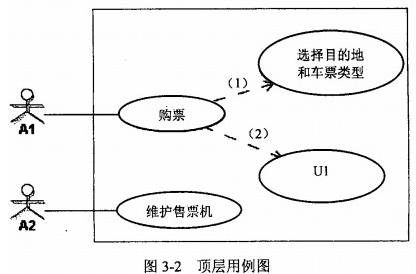 选择目的地
和车票类型
(1)
购票
A1
(2)
U1
维护售票机
A2
图 3-2 顶层用例图